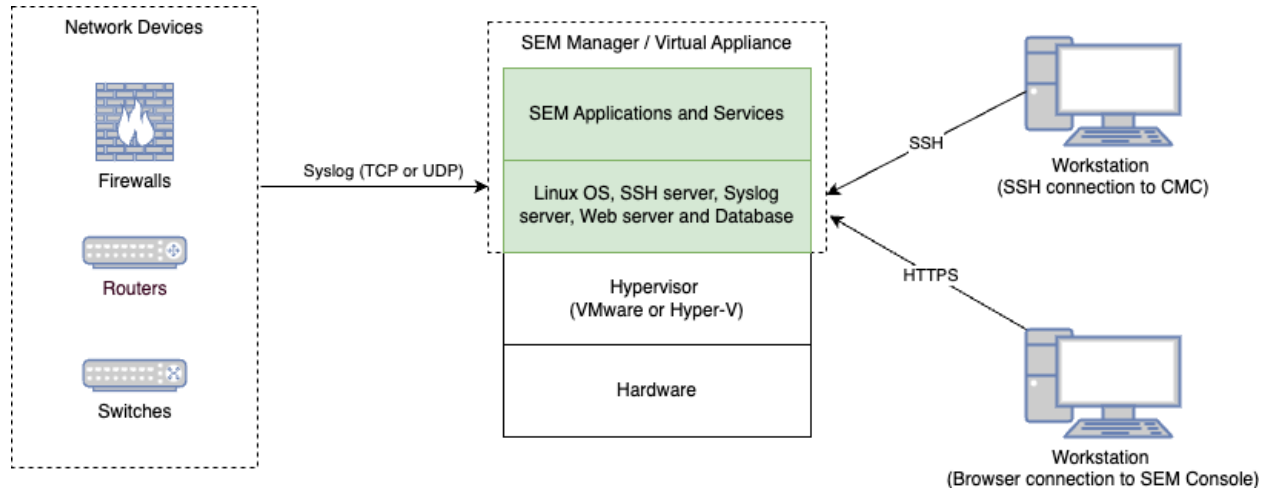 Network Devices
Firewalls
Routers
Switches
Syslog (TCP or UDP)
SEM Manager / Virtual Appliance
SEM Applications and Services
Linux OS, SSH server, Syslog
server, Web server and Database
Hypervisor
(VMware or Hyper-V)
Hardware
SSH
Workstation
(SSH connection to CMC)
HTTPS
Workstation
(Browser connection to SEM Console)